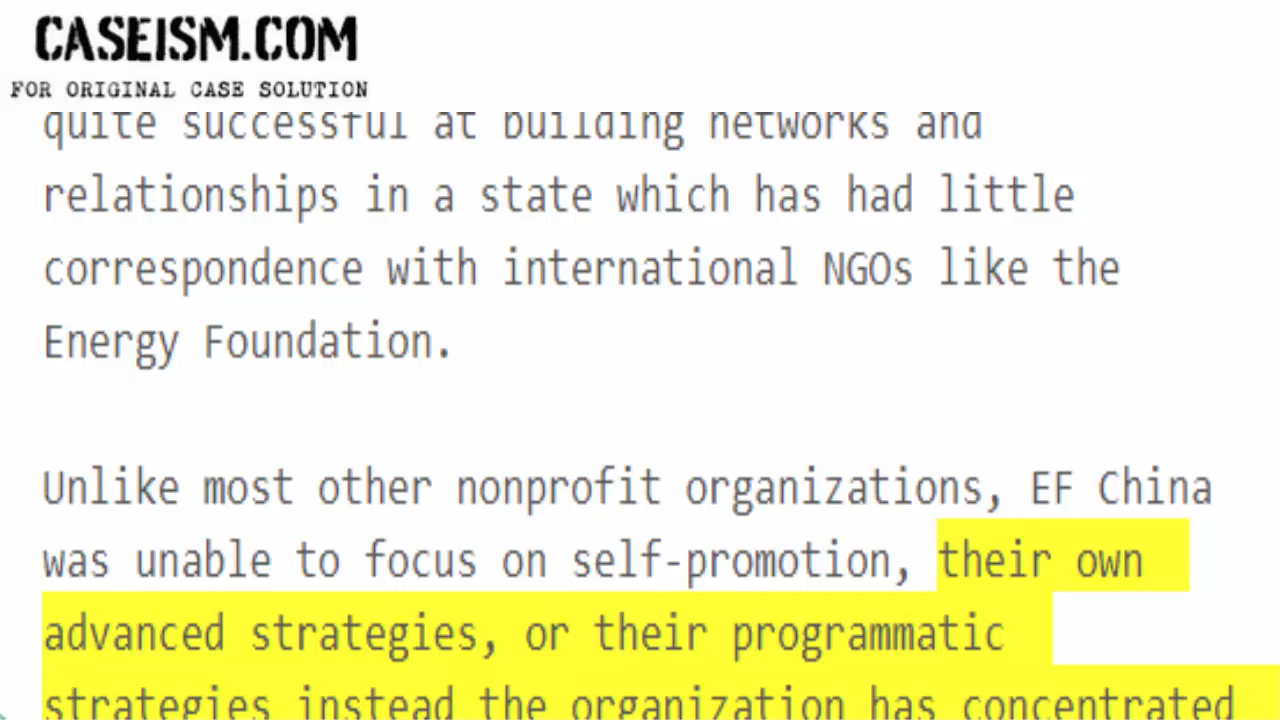 CASEISM.COM
FOR ORIGINAL CASE SOLUTION
quite successful at building networks and
relationships in a state which has had little
correspondence with international NGOs like the
Energy Foundation.
Unlike most other nonprofit organizations, EF China
was unable to focus on self-promotion, their own
advanced strategies, or their programmatic
strategies instead the organization has concentrated